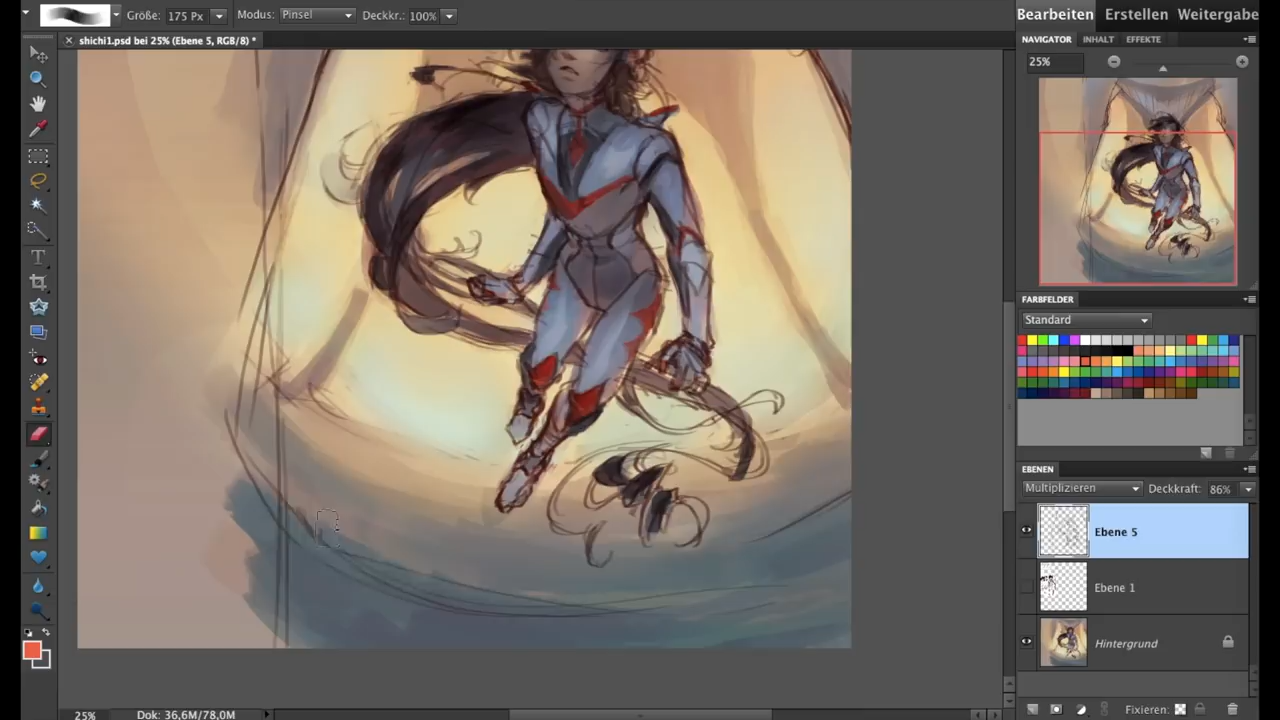 Größe: 175 Px Modus: Pinsel Deckkr.: 100%
Bearbeiten Erstellen Weitergabe
shichi1.psd bei 25% (Ebene 5, RGB/8) *
NAVIGATOR INHALT EFFEKTE
25%
FARBFELDER
Standard
EBENEN
Multiplizieren Deckkraft: 86%
Ebene 5
Ebene 1
Hintergrund
Fixieren:
25% Dok: 36,6M/78,0M